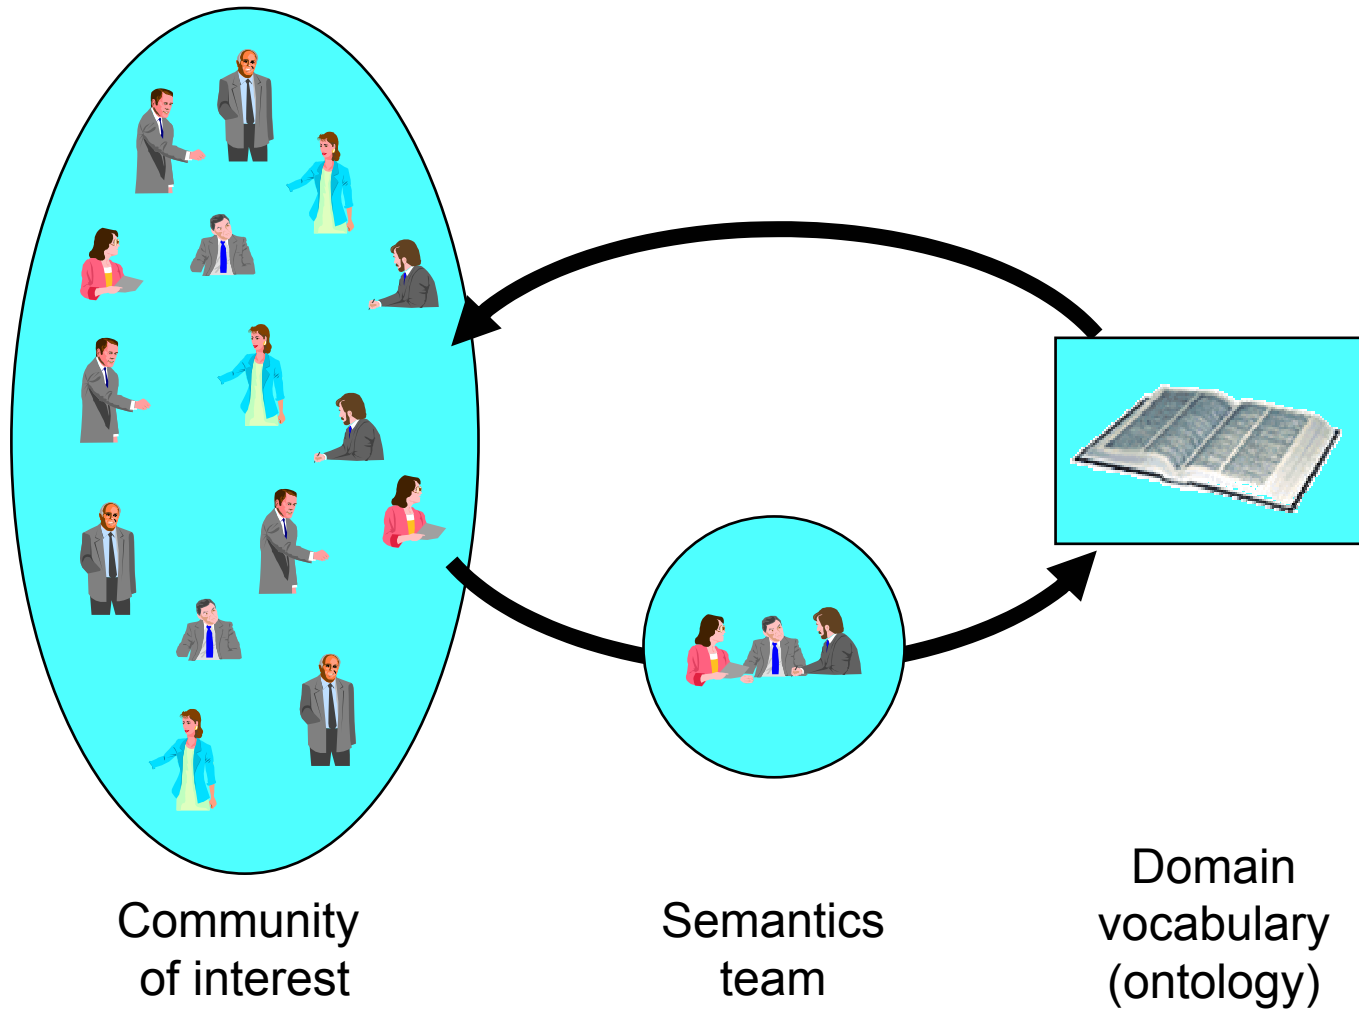 Community
of interest
Semantics
team
Domain
vocabulary
(ontology)